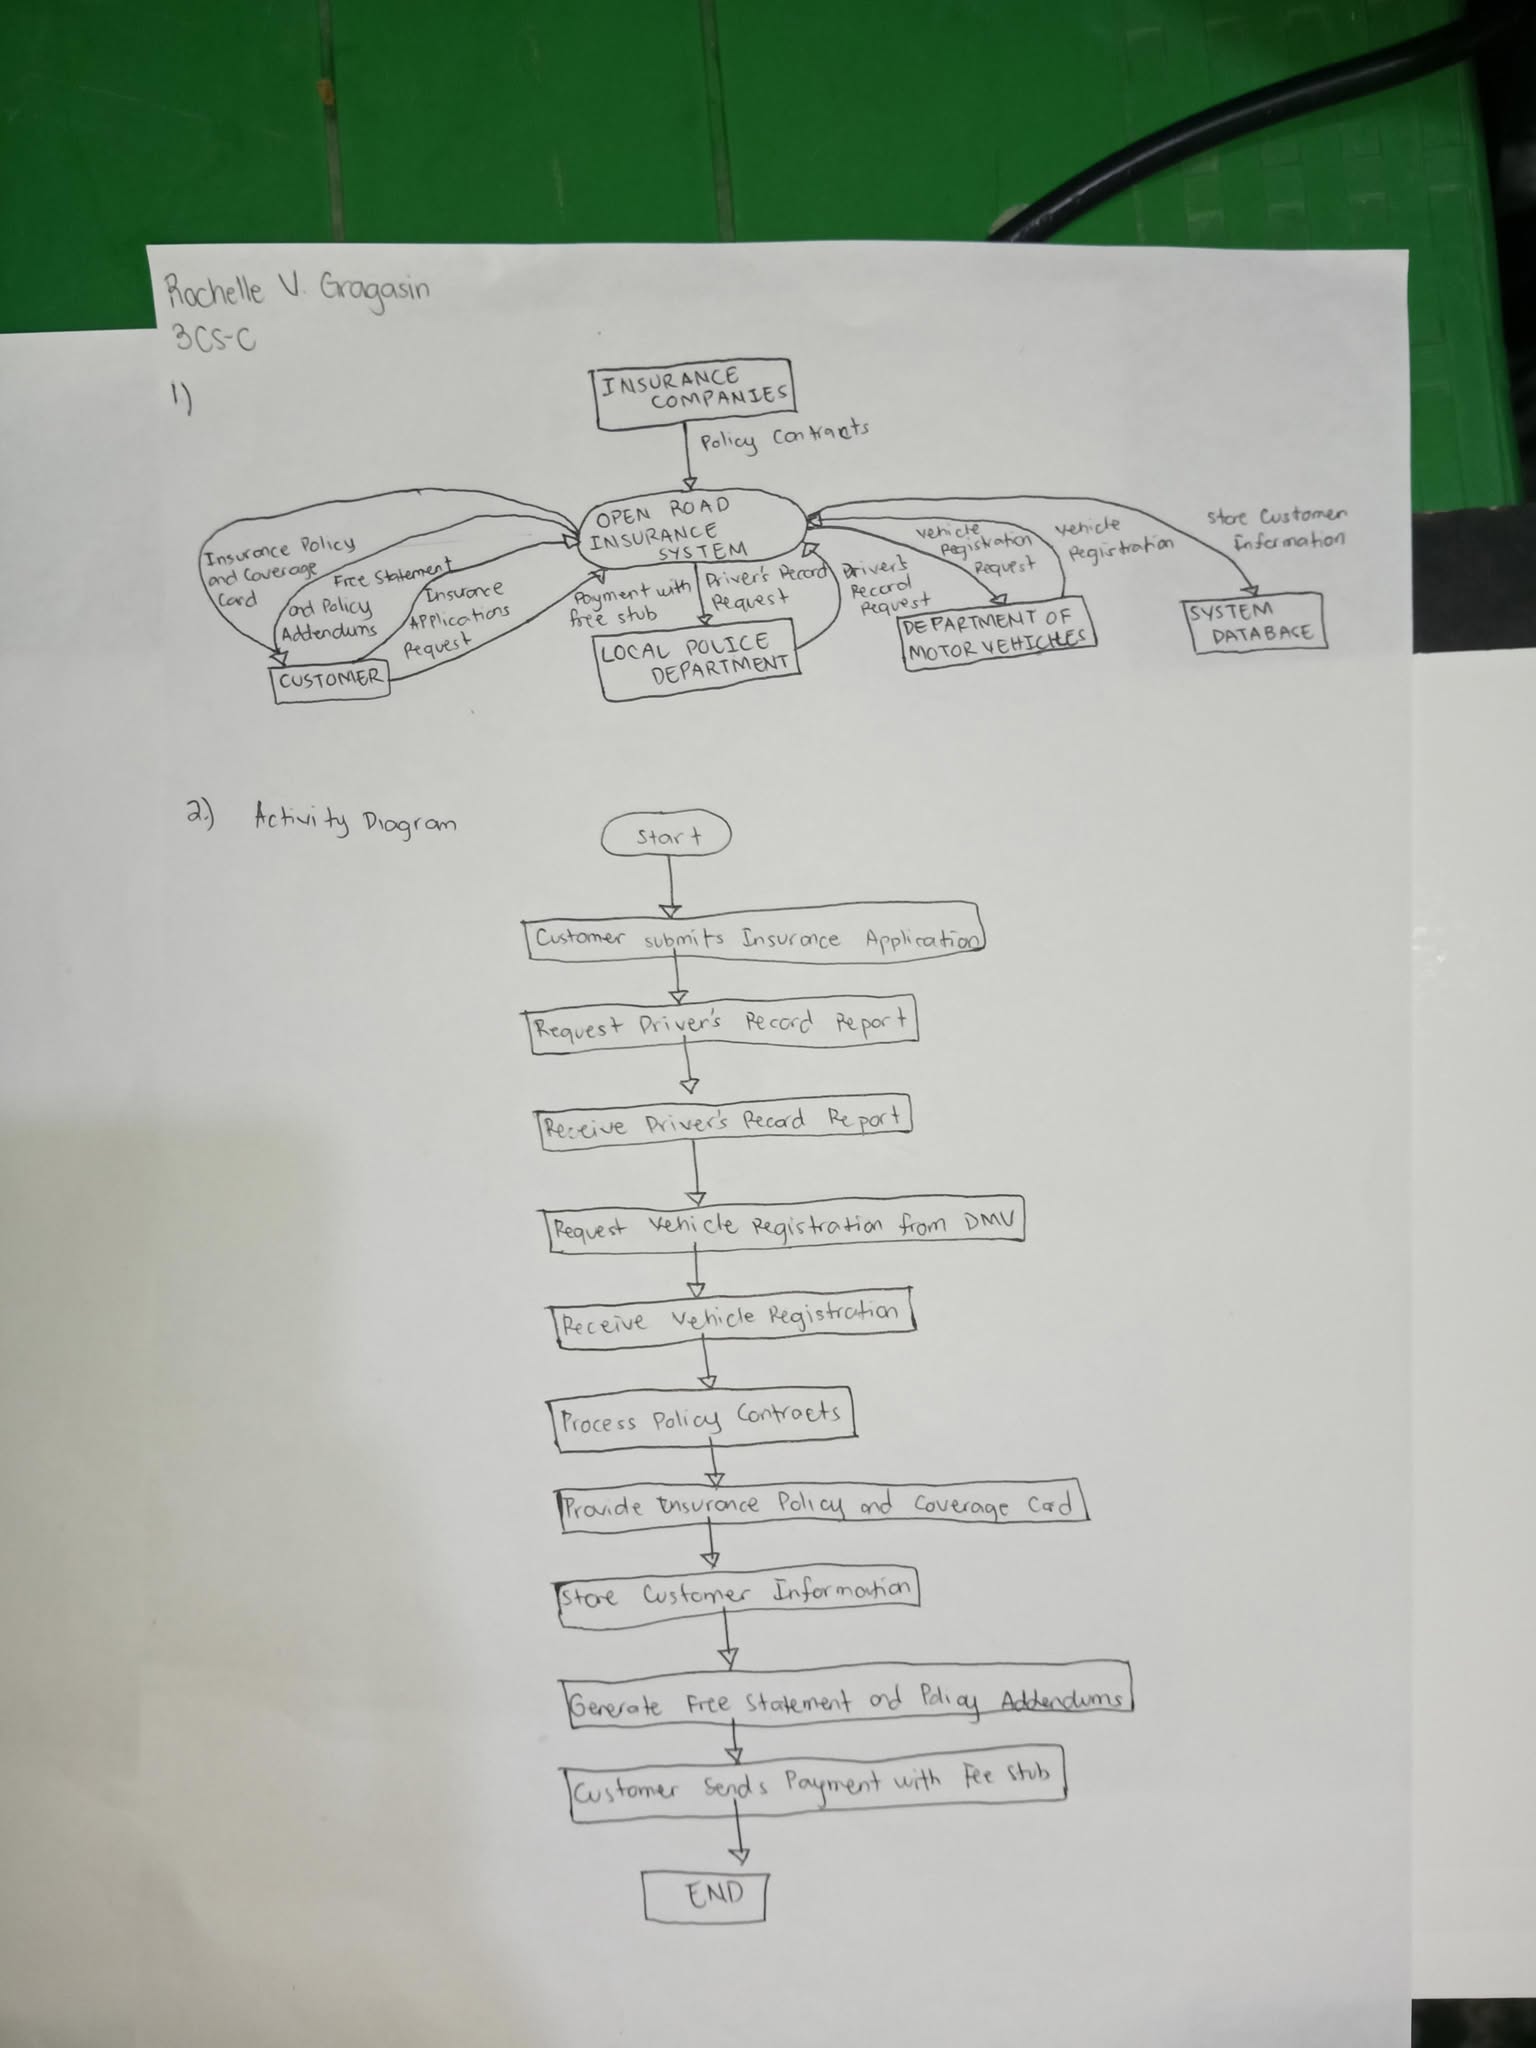 Rochelle V. Gragasin
3CS-C
1)
INSURANCE
COMPANIES
Policy Contracts
OPEN ROAD
INSURANCE
SYSTEM
Insurance Policy
and Coverage
Card
Free Statement
and Policy
Addendums
Insurance
Applications
Request
Payment with
free stub
Driver's Record
Request
Driver's
Record
Request
Vehicle
Registration
Request
Vehicle
Registration
Store Customer
Information
CUSTOMER
LOCAL POLICE
DEPARTMENT
DEPARTMENT OF
MOTOR VEHICLES
SYSTEM
DATABASE
2.) Activity Diagram
Start
Customer submits Insurance Application
Request Driver's Record Report
Receive Driver's Record Report
Request Vehicle Registration from DMV
Receive Vehicle Registration
Process Policy Contracts
Provide Insurance Policy and Coverage Card
Store Customer Information
Generate Free Statement and Policy Addendums
Customer Sends Payment with Fee Stub
END